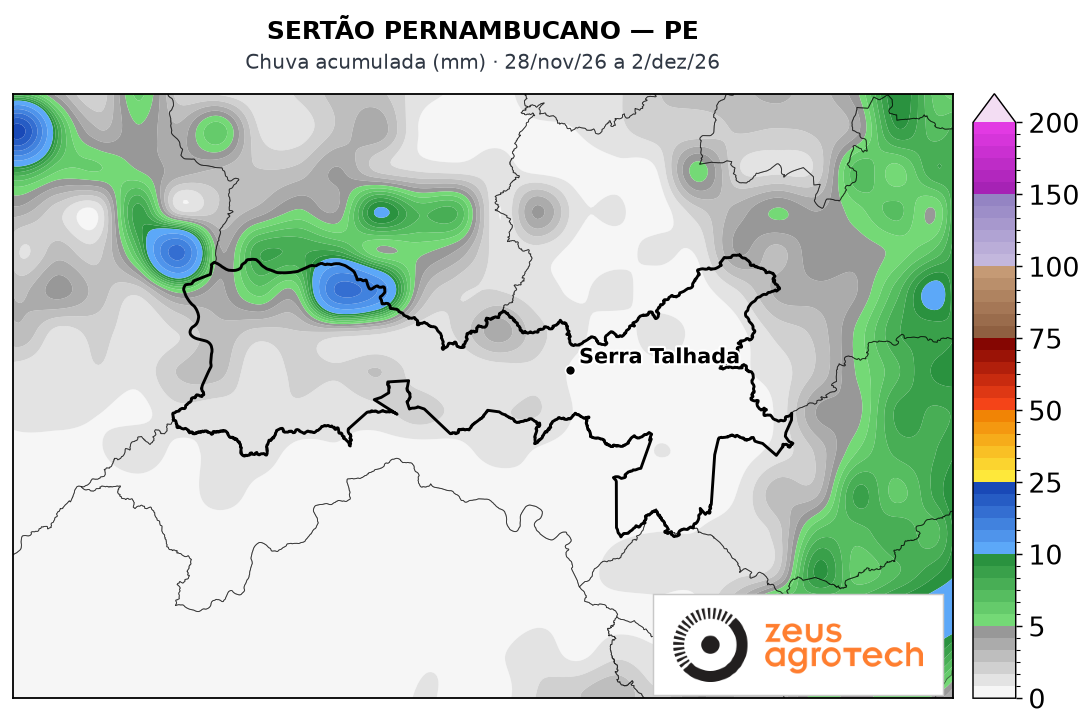 SERTÃO PERNAMBUCANO — PE
Chuva acumulada (mm) · 28/nov/26 a 2/dez/26
Serra Talhada
200
150
100
75
50
25
10
5
0
zeus
agrotech